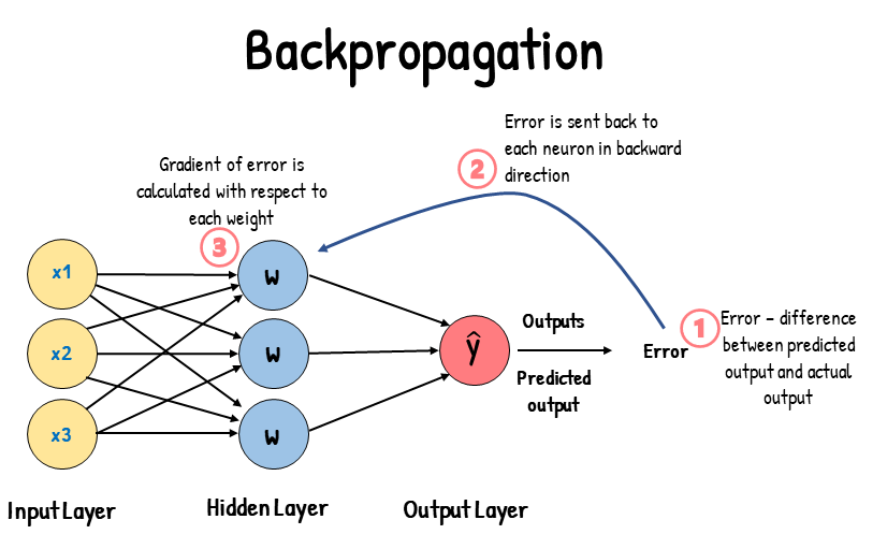 Backpropagation
Error is sent back to
each neuron in backward
direction
2
Gradient of error is
calculated with respect to
each weight
3
x1
x2
x3
w
w
w
ŷ
Outputs
Predicted
output
Error
1
Error – difference
between predicted
output and actual
output
Input Layer
Hidden Layer
Output Layer